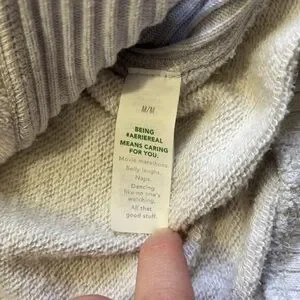 M/M
BEING
#AERIEREAL
MEANS CARING
FOR YOU.
Movie marathons.
Belly laughs.
Naps.
Dancing
like no one's
watching.
All that
good stuff.